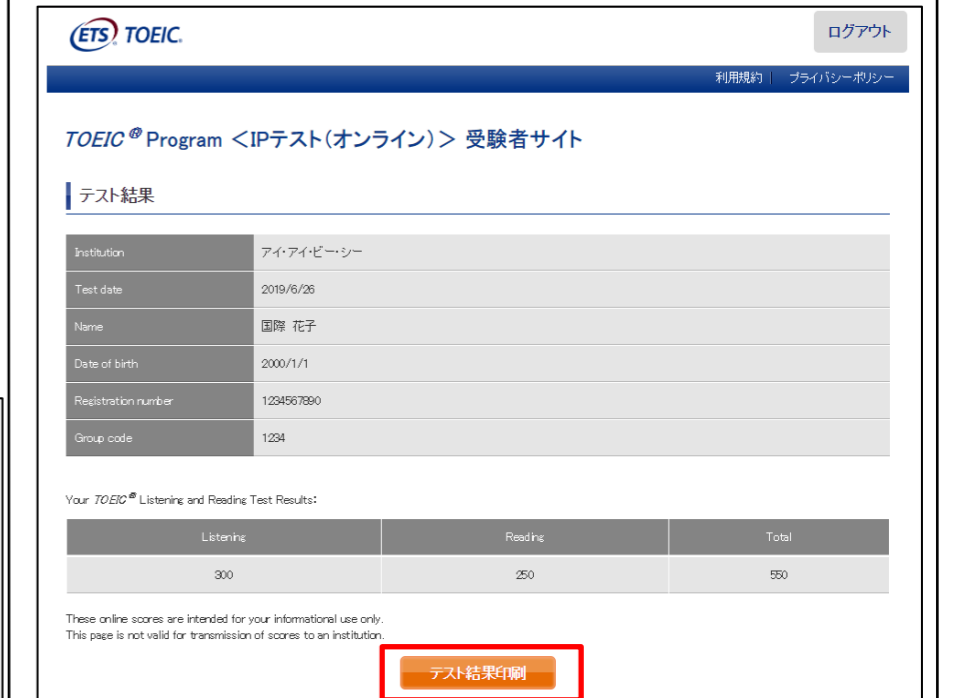 ETS® TOEIC®
ログアウト
利用規約 | プライバシーポリシー
TOEIC® Program ＜IPテスト（オンライン）＞ 受験者サイト
テスト結果
Institution アイ・アイ・ビー・シー
Test date 2019/6/26
Name 国際 花子
Date of birth 2000/1/1
Registration number 1234567890
Group code 1234
Your TOEIC® Listening and Reading Test Results:
Listening Reading Total
300 250 550
These online scores are intended for your informational use only.
This page is not valid for transmission of scores to an institution.
テスト結果印刷